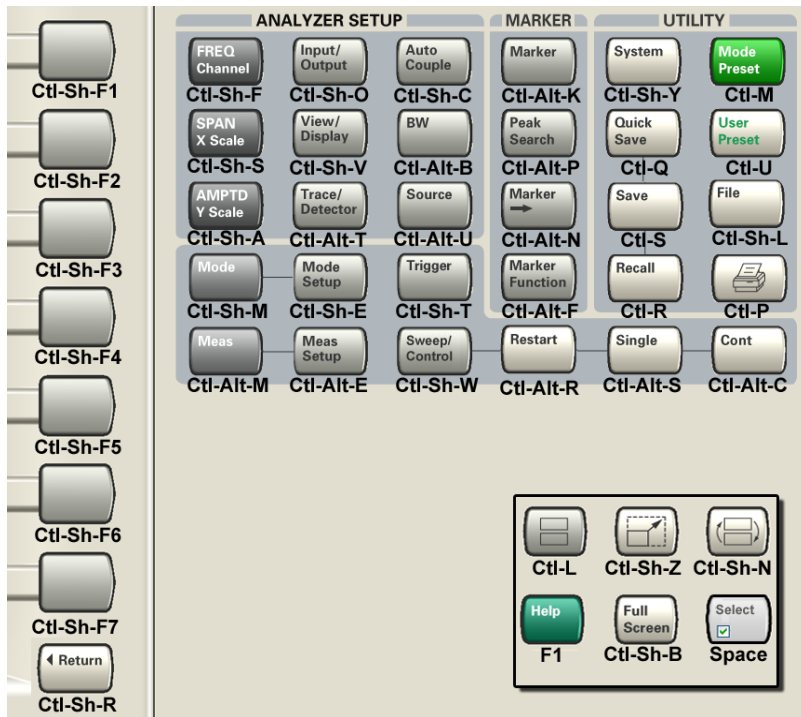 ANALYZER SETUP MARKER UTILITY
FREQ Channel Input/ Output Auto Couple Marker System Mode Preset
Ctl-Sh-F1 Ctl-Sh-F Ctl-Sh-O Ctl-Sh-C Ctl-Alt-K Ctl-Sh-Y Ctl-M
SPAN X Scale View/ Display BW Peak Search Quick Save User Preset
Ctl-Sh-F2 Ctl-Sh-S Ctl-Sh-V Ctl-Alt-B Ctl-Alt-P Ctl-Q Ctl-U
AMPTD Y Scale Trace/ Detector Source Marker Save File
Ctl-Sh-A Ctl-Alt-T Ctl-Alt-U Ctl-Alt-N Ctl-S Ctl-Sh-L
Ctl-Sh-F3
Mode Mode Setup Trigger Marker Function Recall
Ctl-Sh-M Ctl-Sh-E Ctl-Sh-T Ctl-Alt-F Ctl-R Ctl-P
Ctl-Sh-F4
Meas Meas Setup Sweep/ Control Restart Single Cont
Ctl-Alt-M Ctl-Alt-E Ctl-Sh-W Ctl-Alt-R Ctl-Alt-S Ctl-Alt-C
Ctl-Sh-F5
Ctl-Sh-F6
Ctl-L Ctl-Sh-Z Ctl-Sh-N
Ctl-Sh-F7
Help Full Screen Select
F1 Ctl-Sh-B Space
Return
Ctl-Sh-R